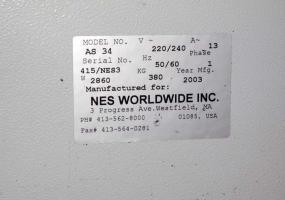 MODEL NO. V ~ A~ 13
AS 34 220/240 Phase
Serial No. Hz 50/60 1
415/NES3 KG Year Mfg.
W 2860 380 2003
Manufactured for:
NES WORLDWIDE INC.
3 Progress Ave.Westfield, MA
PH# 413-562-8000 01085, USA
Fax# 413-564-0281